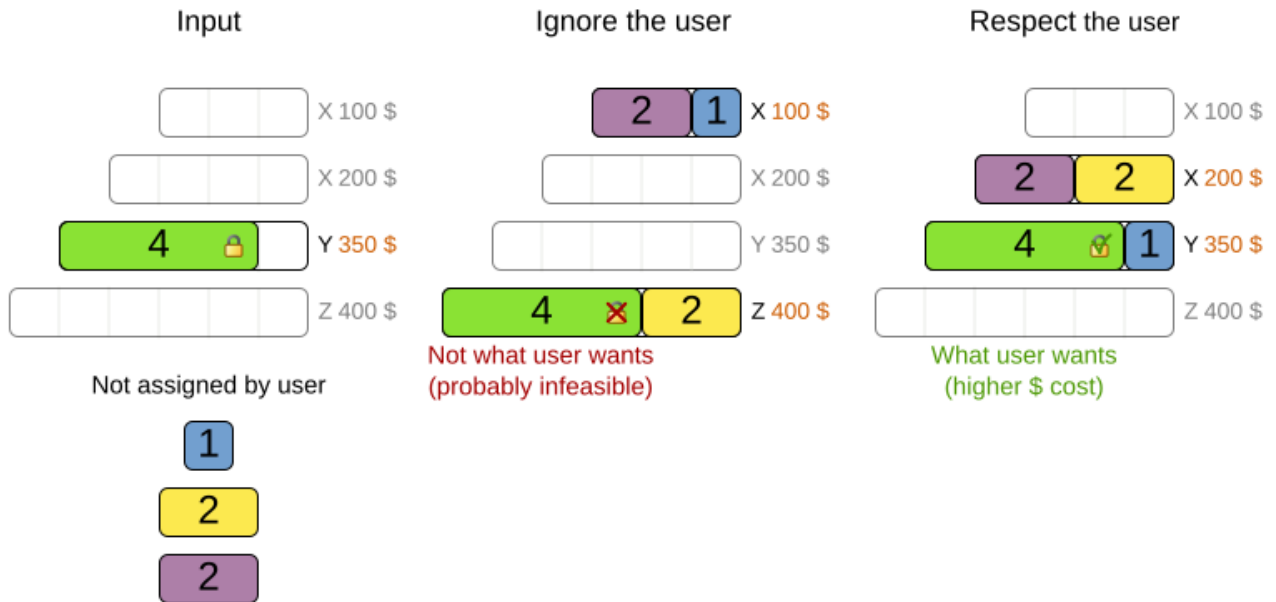 Input
Ignore the user
Respect the user
X 100 $
2 1 X 100 $
X 100 $
X 200 $
X 200 $
2 2 X 200 $
4 Y 350 $
Y 350 $
4 1 Y 350 $
Z 400 $
4 2 Z 400 $
Z 400 $
Not what user wants
(probably infeasible)
What user wants
(higher $ cost)
Not assigned by user
1
2
2